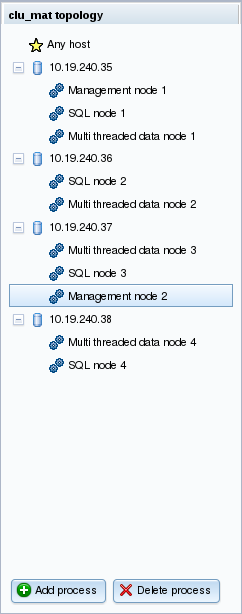 clu_mat topology
Any host
10.19.240.35
Management node 1
SQL node 1
Multi threaded data node 1
10.19.240.36
SQL node 2
Multi threaded data node 2
10.19.240.37
Multi threaded data node 3
SQL node 3
Management node 2
10.19.240.38
Multi threaded data node 4
SQL node 4
Add process Delete process